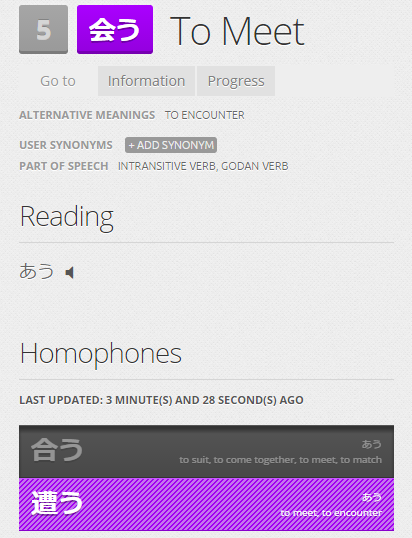 5 会う To Meet
Go to Information Progress
ALTERNATIVE MEANINGS TO ENCOUNTER
USER SYNONYMS + ADD SYNONYM
PART OF SPEECH INTRANSITIVE VERB, GODAN VERB
Reading
あう
Homophones
LAST UPDATED: 3 MINUTE(S) AND 28 SECOND(S) AGO
合う あう
to suit, to come together, to meet, to match
遭う あう
to meet, to encounter